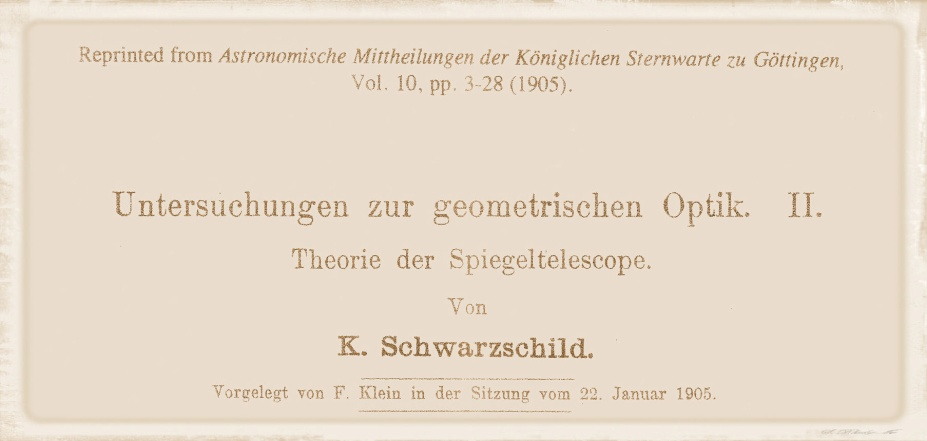 Reprinted from Astronomische Mittheilungen der Königlichen Sternwarte zu Göttingen,
Vol. 10, pp. 3-28 (1905).
Untersuchungen zur geometrischen Optik. II.
Theorie der Spiegeltelescope.
Von
K. Schwarzschild.
Vorgelegt von F. Klein in der Sitzung vom 22. Januar 1905.